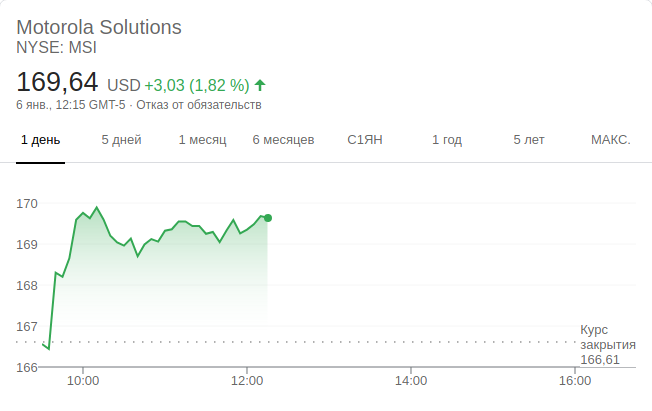 Motorola Solutions
NYSE: MSI
169,64 USD +3,03 (1,82 %)
6 янв., 12:15 GMT-5 · Отказ от обязательств
1 день 5 дней 1 месяц 6 месяцев С1ЯН 1 год 5 лет МАКС.
170
169
168
167
166
Курс
закрытия
166,61
10:00 12:00 14:00 16:00